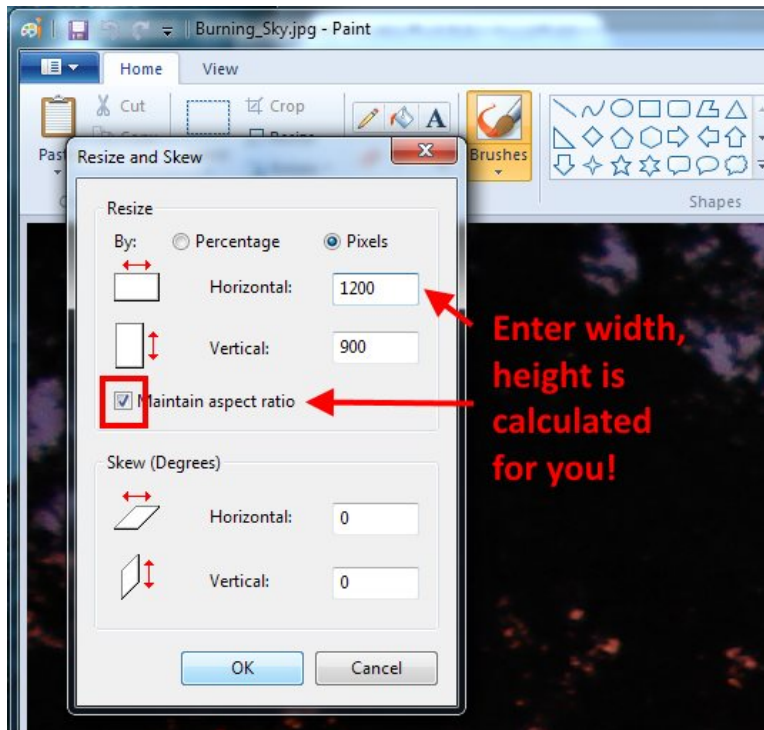 Burning_Sky.jpg - Paint
Home View
Cut Crop
A
Brushes
Shapes
Resize and Skew
Resize
By: Percentage Pixels
Horizontal: 1200
Vertical: 900
Maintain aspect ratio
Enter width,
height is
calculated
for you!
Skew (Degrees)
Horizontal: 0
Vertical: 0
OK Cancel